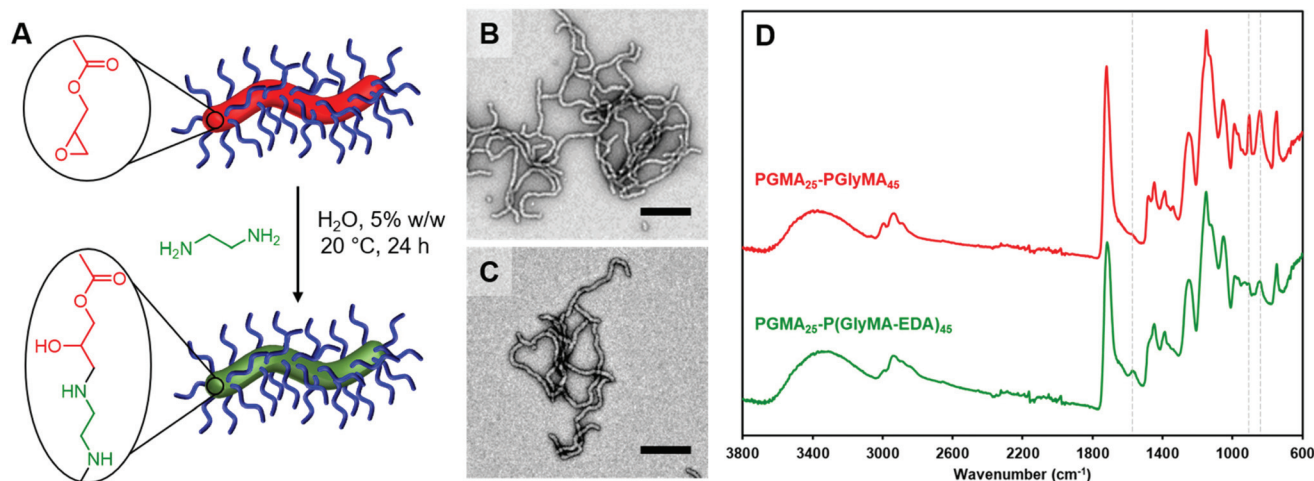 A
O
O
O
H₂N
NH₂
H₂O, 5% w/w
20 °C, 24 h
O
O
HO
NH
NH
B
C
D
PGMA₂₅-PGlyMA₄₅
PGMA₂₅-P(GlyMA-EDA)₄₅
3800 3400 3000 2600 2200 1800 1400 1000 600
Wavenumber (cm⁻¹)